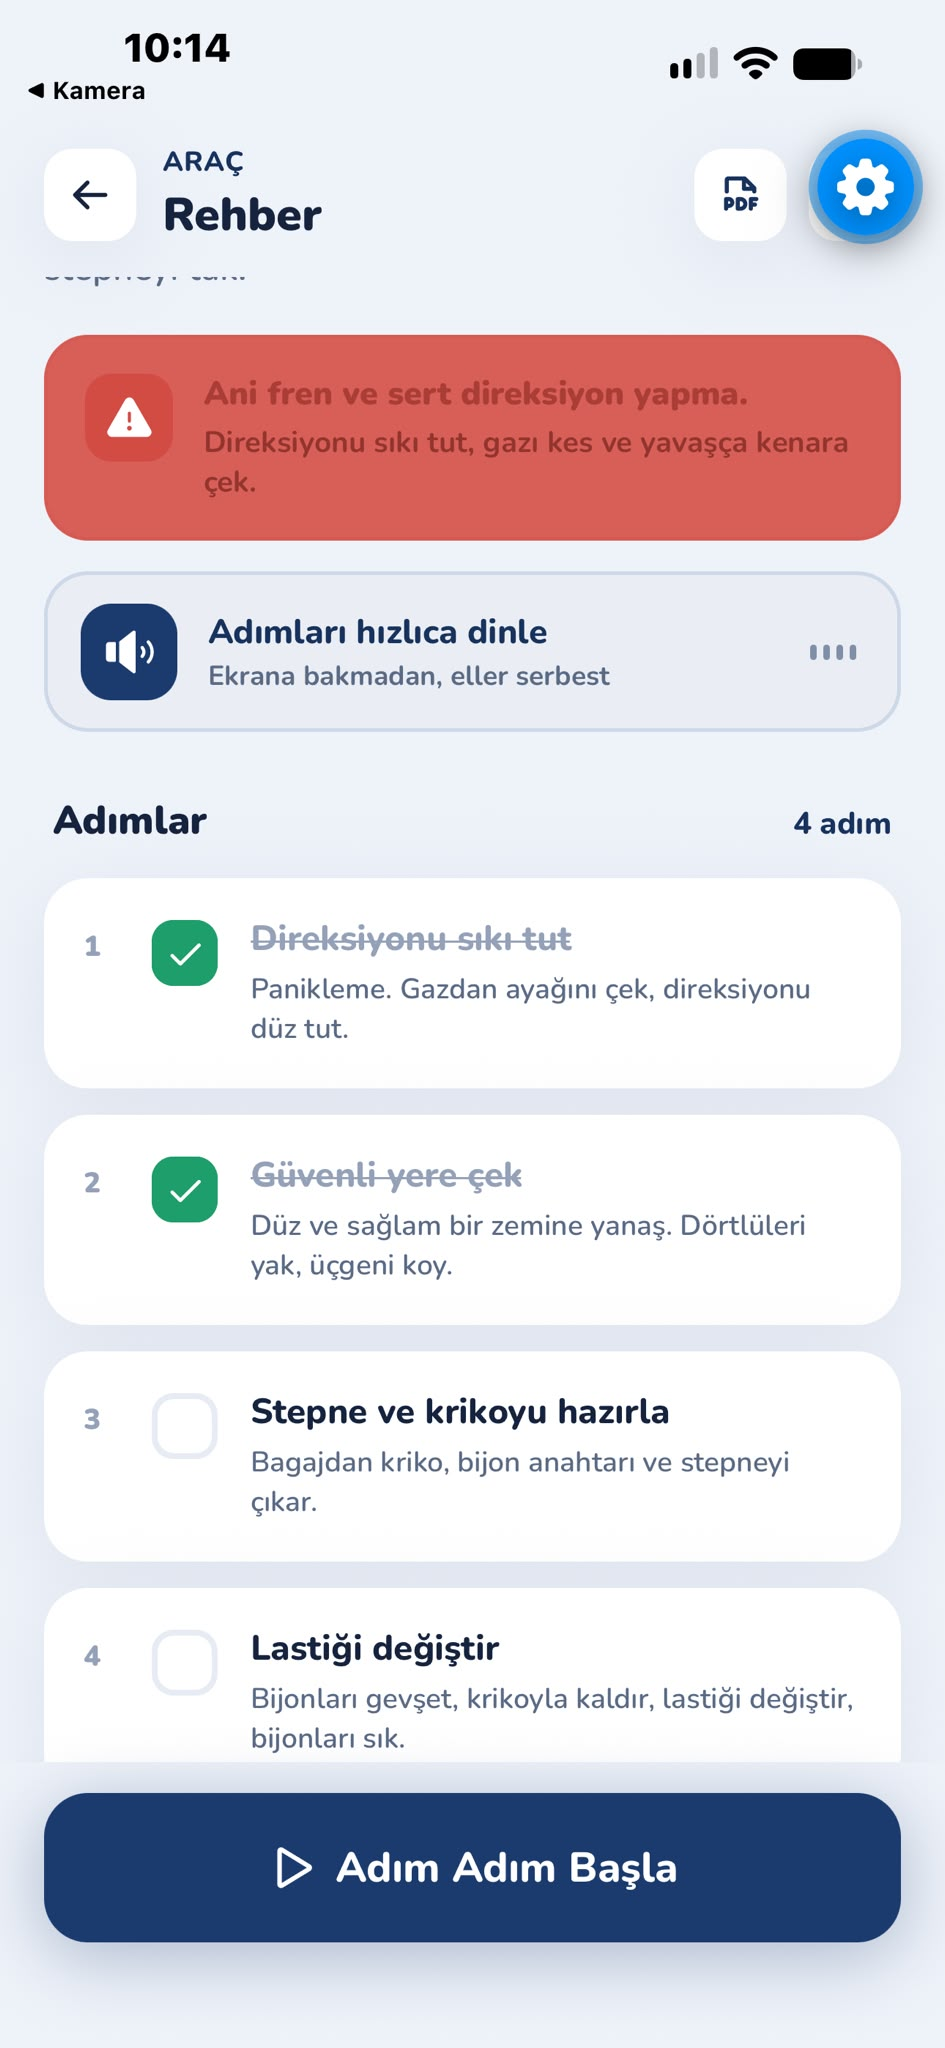 10:14
◀ Kamera
ARAÇ
Rehber
PDF
Ani fren ve sert direksiyon yapma.
Direksiyonu sıkı tut, gazı kes ve yavaşça kenara
çek.
Adımları hızlıca dinle
Ekrana bakmadan, eller serbest
Adımlar
4 adım
1
Direksiyonu sıkı tut
Panikleme. Gazdan ayağını çek, direksiyonu
düz tut.
2
Güvenli yere çek
Düz ve sağlam bir zemine yanaş. Dörtlüleri
yak, üçgeni koy.
3
Stepne ve krikoyu hazırla
Bagajdan kriko, bijon anahtarı ve stepneyi
çıkar.
4
Lastiği değiştir
Bijonları gevşet, krikoyla kaldır, lastiği değiştir,
bijonları sık.
Adım Adım Başla